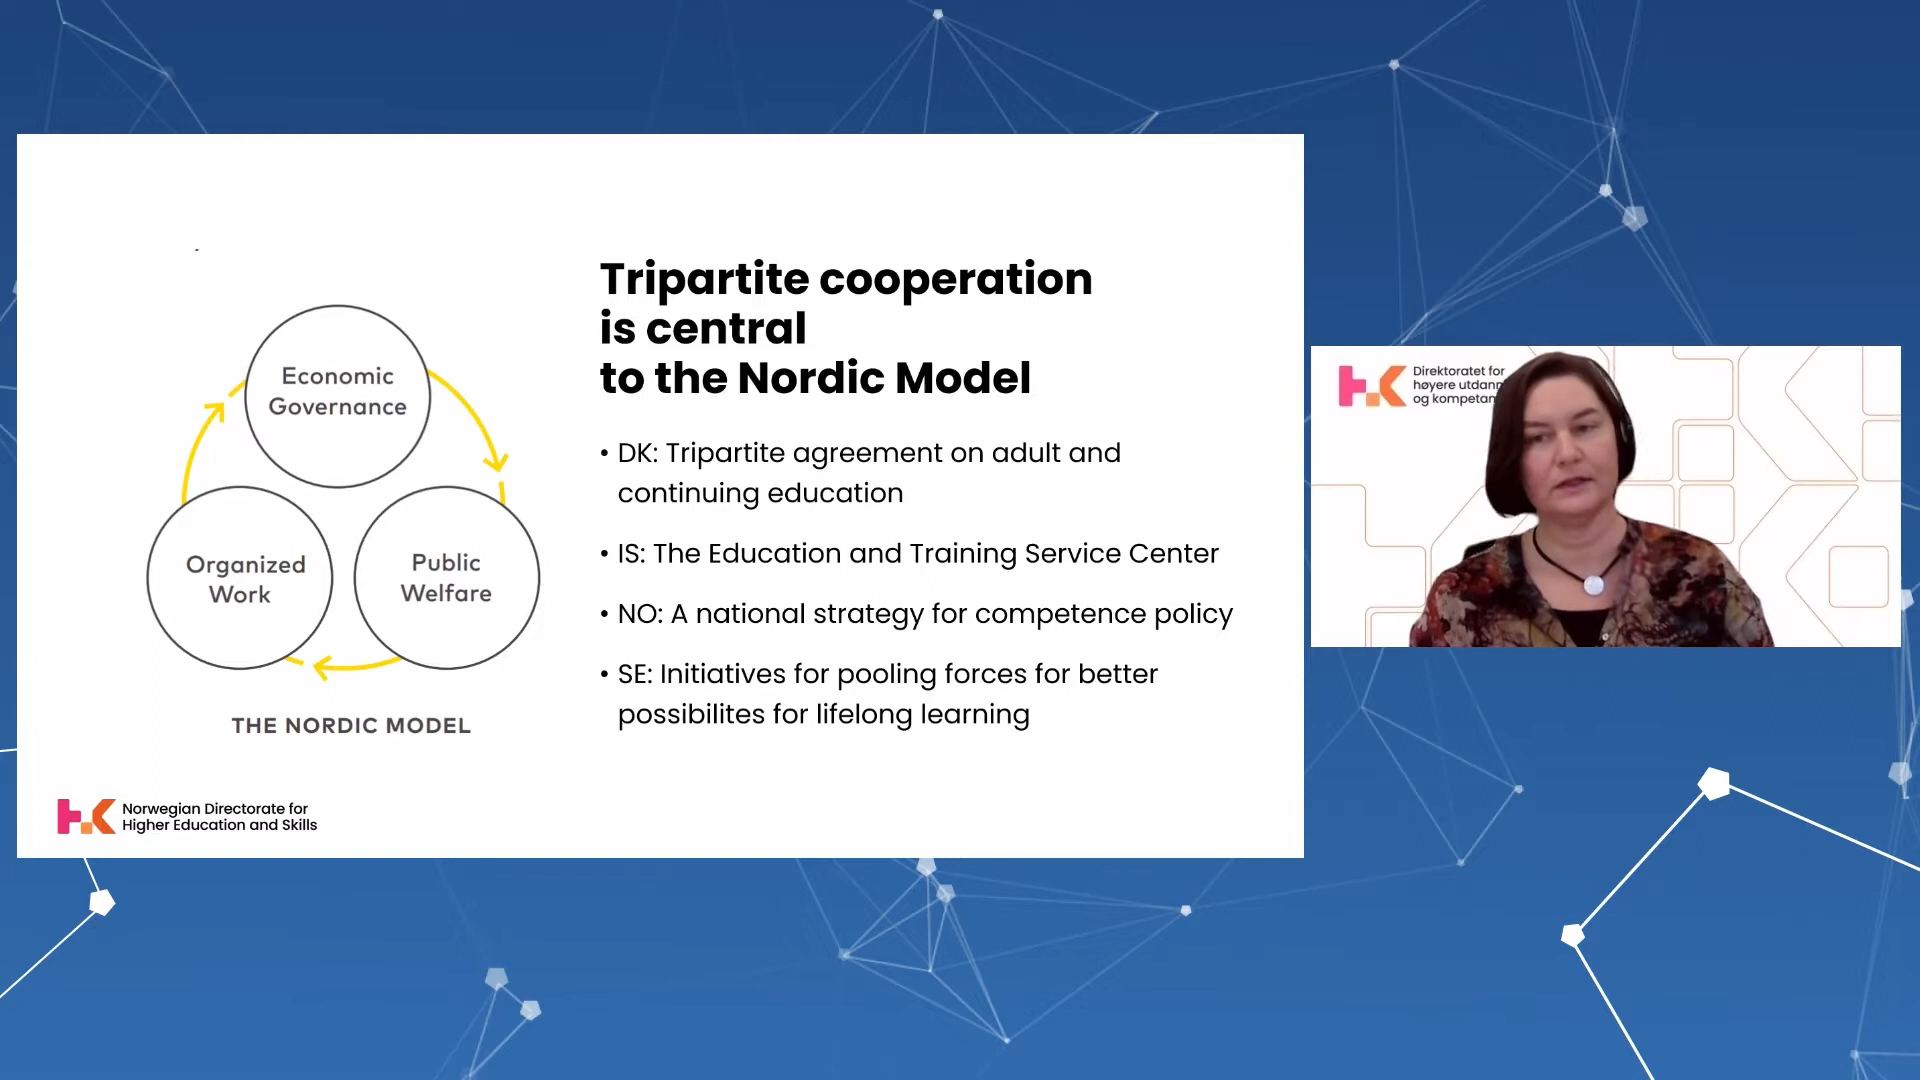 Tripartite cooperation
is central
to the Nordic Model
• DK: Tripartite agreement on adult and
continuing education
• IS: The Education and Training Service Center
• NO: A national strategy for competence policy
• SE: Initiatives for pooling forces for better
possibilites for lifelong learning
Economic
Governance
Organized
Work
Public
Welfare
THE NORDIC MODEL
Norwegian Directorate for
Higher Education and Skills
Direktoratet for
høyere
og